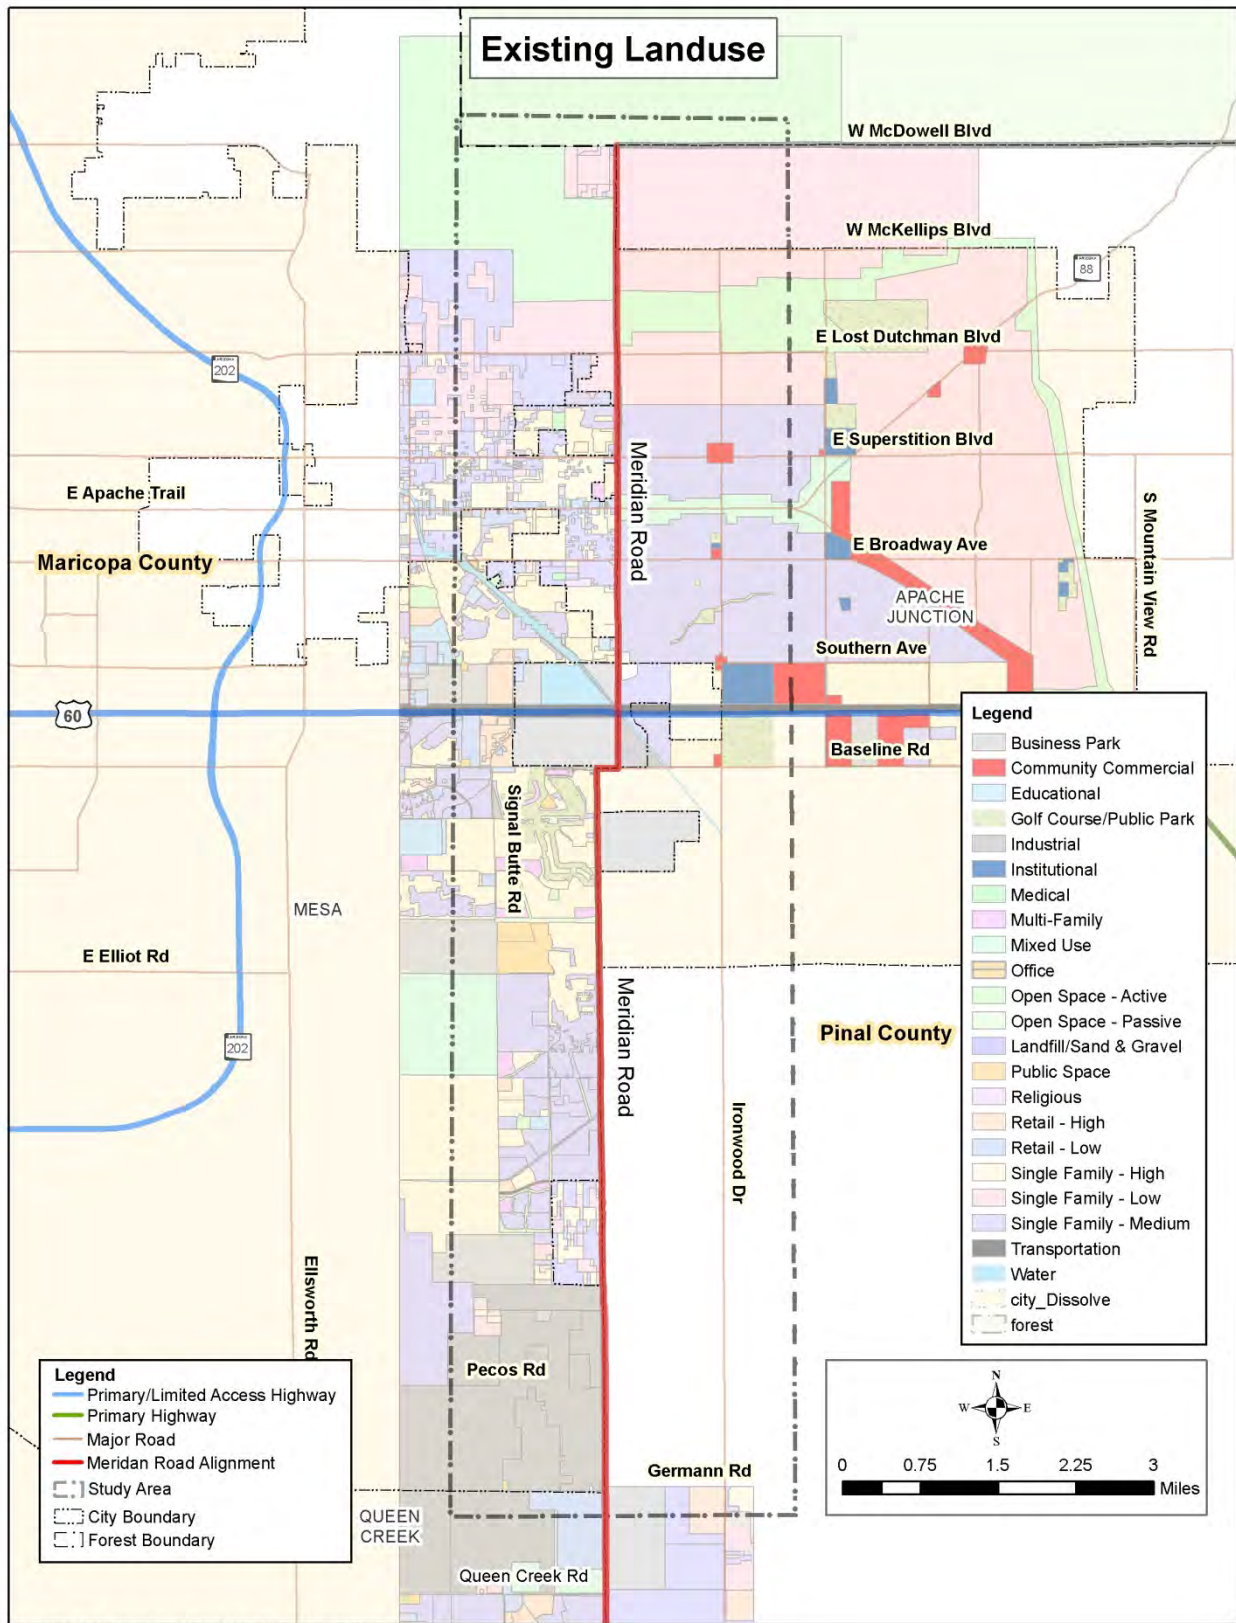 Existing Landuse
W McDowell Blvd
W McKellips Blvd
ARIZONA
88
E Lost Dutchman Blvd
ARIZONA
202
E Superstition Blvd
Meridian Road
E Apache Trail
S Mountain View Rd
E Broadway Ave
Maricopa County
APACHE
JUNCTION
Southern Ave
60
Baseline Rd
Signal Butte Rd
MESA
E Elliot Rd
Meridian Road
ARIZONA
202
Pinal County
Ironwood Dr
Ellsworth Rd
Pecos Rd
Germann Rd
QUEEN
CREEK
Queen Creek Rd
Legend
Business Park
Community Commercial
Educational
Golf Course/Public Park
Industrial
Institutional
Medical
Multi-Family
Mixed Use
Office
Open Space - Active
Open Space - Passive
Landfill/Sand & Gravel
Public Space
Religious
Retail - High
Retail - Low
Single Family - High
Single Family - Low
Single Family - Medium
Transportation
Water
city_Dissolve
forest
Legend
Primary/Limited Access Highway
Primary Highway
Major Road
Meridan Road Alignment
Study Area
City Boundary
Forest Boundary
N
W E
S
0 0.75 1.5 2.25 3
Miles